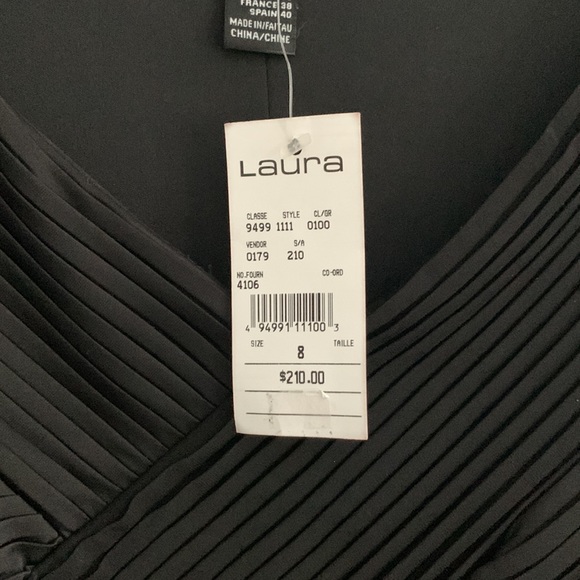 FRANCE 38
SPAIN 40
MADE IN/FAIT AU
CHINA/CHINE
Laura
CLASSE STYLE CL/GR
9499 1111 0100
VENDOR S/A
0179 210
NO.FOURN CO-ORD
4106
4 94991 11100 3
SIZE 8 TAILLE
$210.00